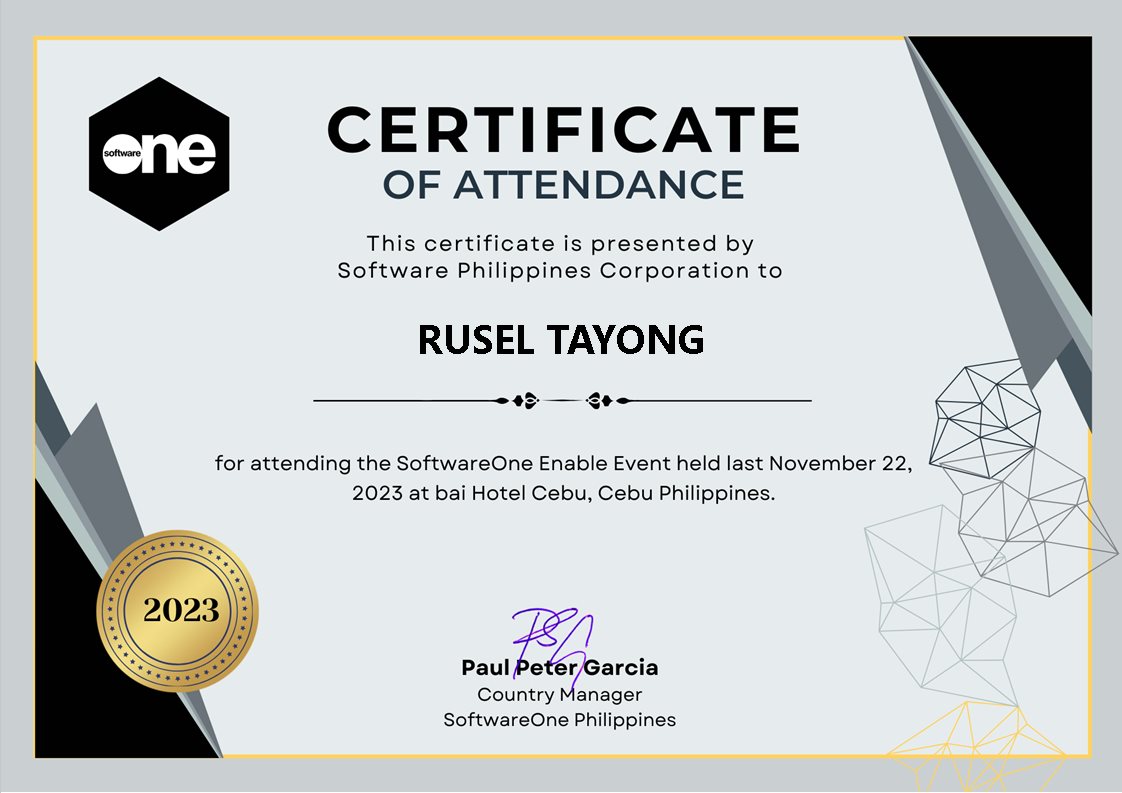 software one
CERTIFICATE
OF ATTENDANCE
This certificate is presented by
Software Philippines Corporation to
RUSEL TAYONG
for attending the SoftwareOne Enable Event held last November 22,
2023 at bai Hotel Cebu, Cebu Philippines.
2023
Paul Peter Garcia
Country Manager
SoftwareOne Philippines